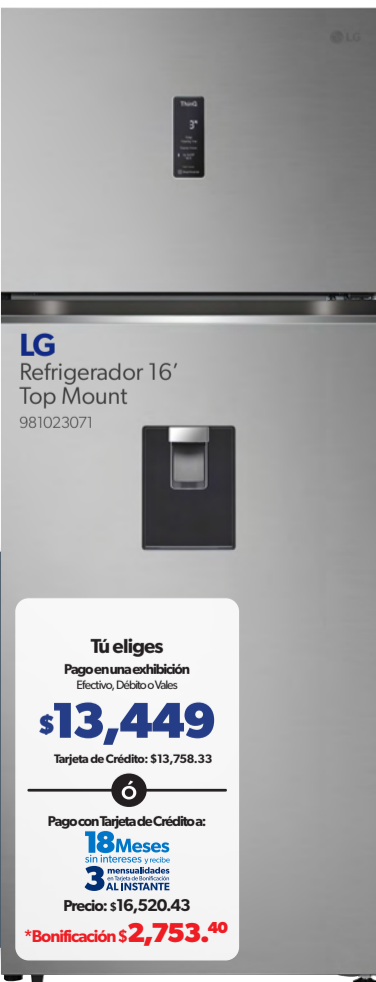 LG
ThinQ
3°
LG
Refrigerador 16'
Top Mount
981023071
Tú eliges
Pago en una exhibición
Efectivo, Débito o Vales
$13,449
Tarjeta de Crédito: $13,758.33
ó
Pago con Tarjeta de Crédito a:
18 Meses
sin intereses y recibe
3 mensualidades
en Tarjeta de Bonificación
AL INSTANTE
Precio: $16,520.43
*Bonificación $2,753.40